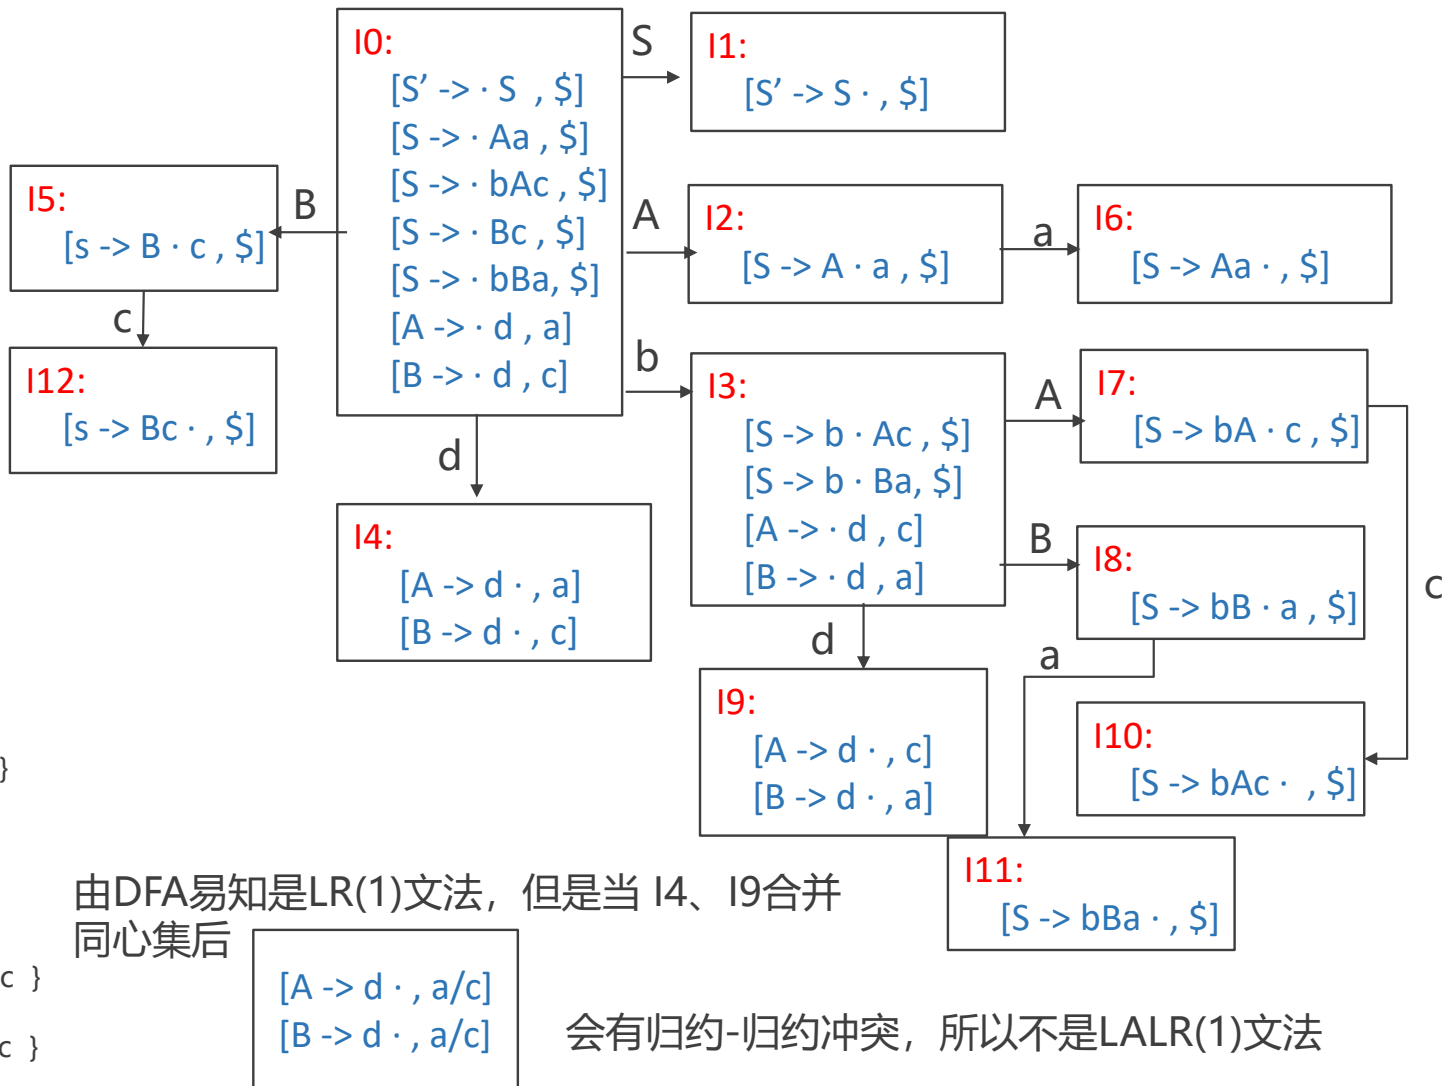 I0:
[S' -> · S , $]
[S -> · Aa , $]
[S -> · bAc , $]
[S -> · Bc , $]
[S -> · bBa, $]
[A -> · d , a]
[B -> · d , c]
S
I1:
[S' -> S · , $]
B
I5:
[s -> B · c , $]
c
I12:
[s -> Bc · , $]
A
I2:
[S -> A · a , $]
a
I6:
[S -> Aa · , $]
b
I3:
[S -> b · Ac , $]
[S -> b · Ba, $]
[A -> · d , c]
[B -> · d , a]
A
I7:
[S -> bA · c , $]
c
d
I4:
[A -> d · , a]
[B -> d · , c]
B
I8:
[S -> bB · a , $]
d
a
I9:
[A -> d · , c]
[B -> d · , a]
I10:
[S -> bAc · , $]
I11:
[S -> bBa · , $]
}
由DFA易知是LR(1)文法，但是当 I4、I9合并
同心集后
c }
c }
[A -> d · , a/c]
[B -> d · , a/c]
会有归约-归约冲突，所以不是LALR(1)文法